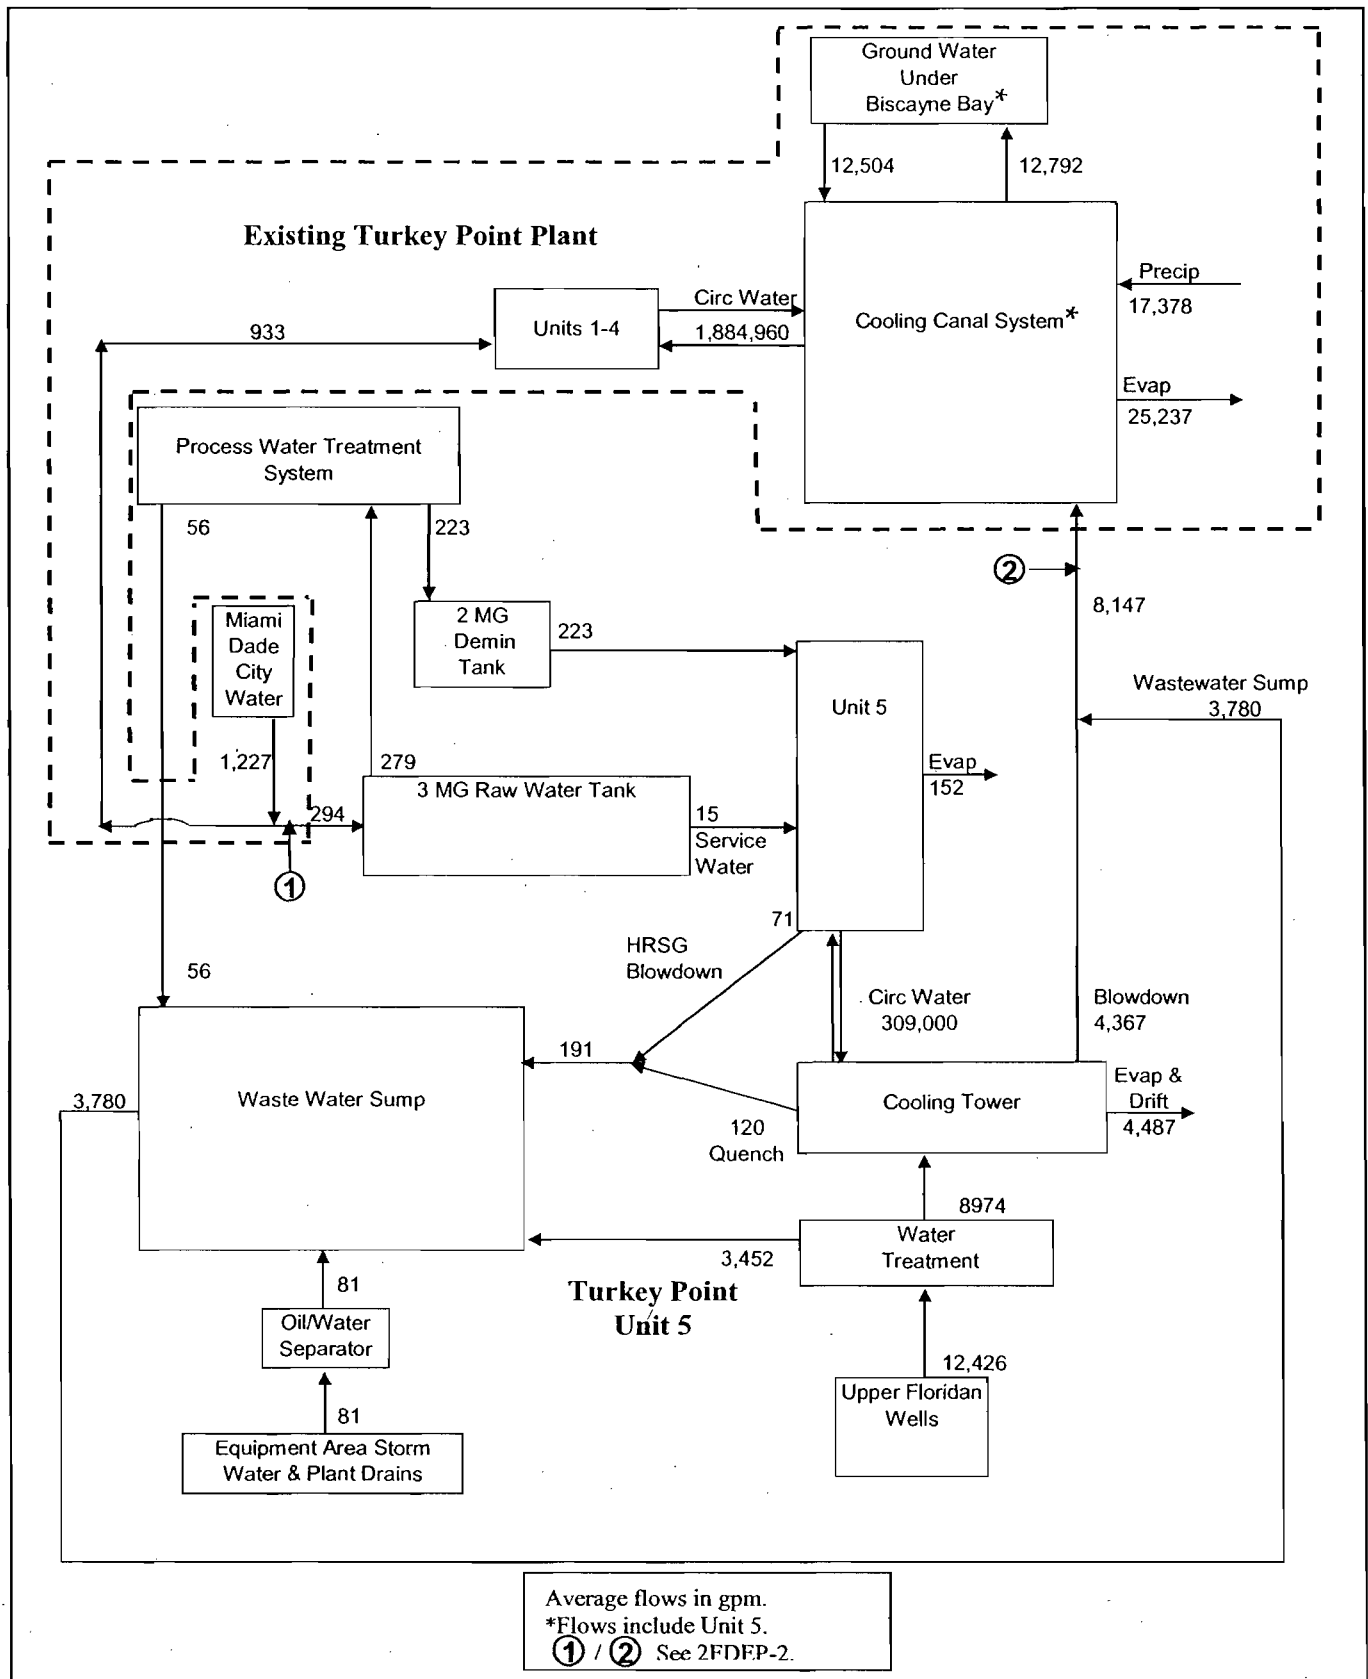 Ground Water
Under
Biscayne Bay*
12,504
12,792
Existing Turkey Point Plant
Precip
17,378
Circ Water
Units 1-4
Cooling Canal System*
933
1,884,960
Evap
25,237
Process Water Treatment
System
56
223
2
8,147
Miami
Dade
City
Water
2 MG
Demin
Tank
223
Wastewater Sump
3,780
Unit 5
1,227
279
Evap
152
3 MG Raw Water Tank
294
15
Service
Water
1
71
HRSG
Blowdown
56
Circ Water
309,000
Blowdown
4,367
191
Evap &
Drift
4,487
3,780
Waste Water Sump
Cooling Tower
120
Quench
8974
Water
Treatment
3,452
81
Turkey Point
Unit 5
Oil/Water
Separator
12,426
Upper Floridan
Wells
81
Equipment Area Storm
Water & Plant Drains
Average flows in gpm.
*Flows include Unit 5.
1 / 2 See 2FDEP-2.